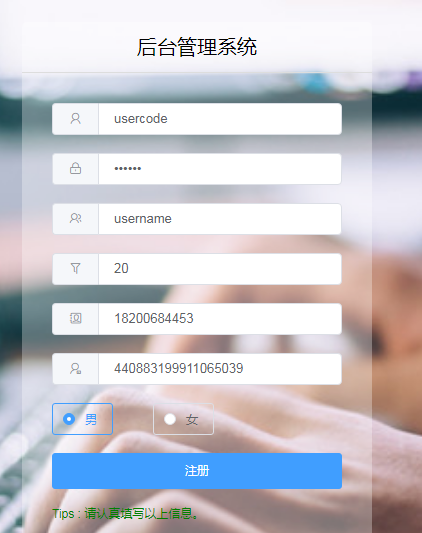 后台管理系统
usercode
••••••
username
20
18200684453
440883199911065039
男 女
注册
Tips : 请认真填写以上信息。